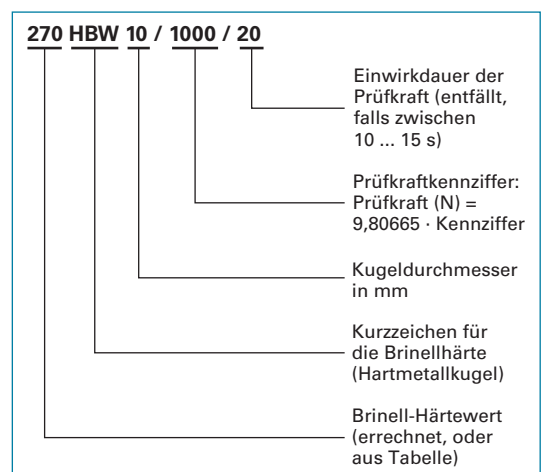 270 HBW 10 / 1000 / 20
Einwirkdauer der
Prüfkraft (entfällt,
falls zwischen
10 ... 15 s)
Prüfkraftkennziffer:
Prüfkraft (N) =
9,80665 · Kennziffer
Kugeldurchmesser
in mm
Kurzzeichen für
die Brinellhärte
(Hartmetallkugel)
Brinell-Härtewert
(errechnet, oder
aus Tabelle)